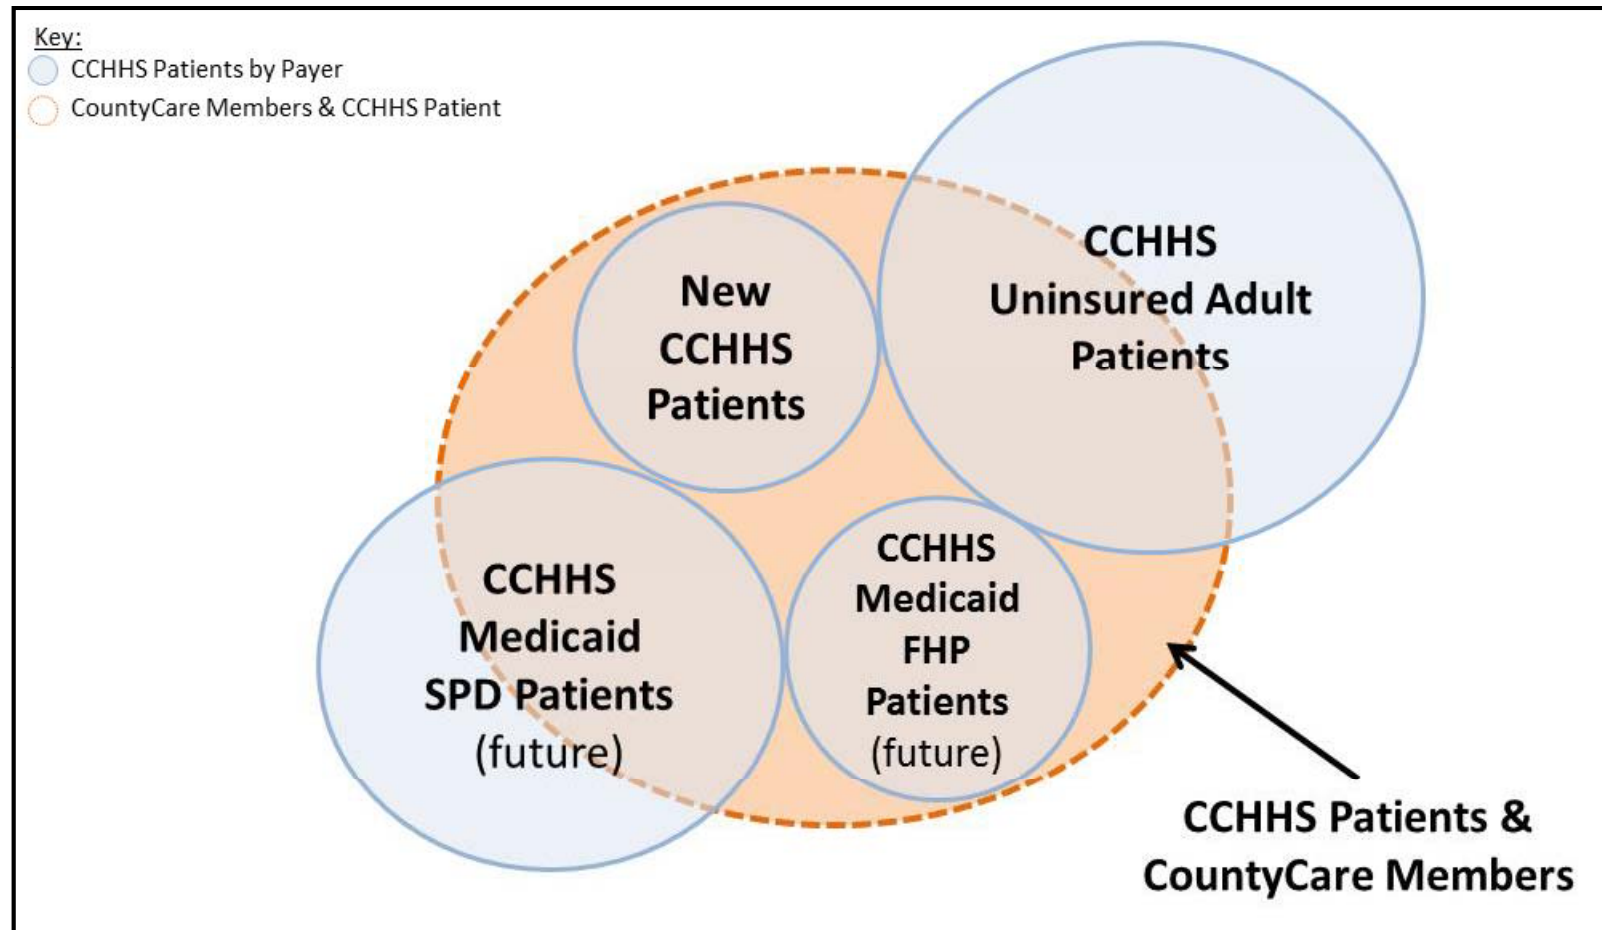 Key:
CCHHS Patients by Payer
CountyCare Members & CCHHS Patient
CCHHS
Uninsured Adult
Patients
New
CCHHS
Patients
CCHHS
Medicaid
SPD Patients
(future)
CCHHS
Medicaid
FHP
Patients
(future)
CCHHS Patients &
CountyCare Members